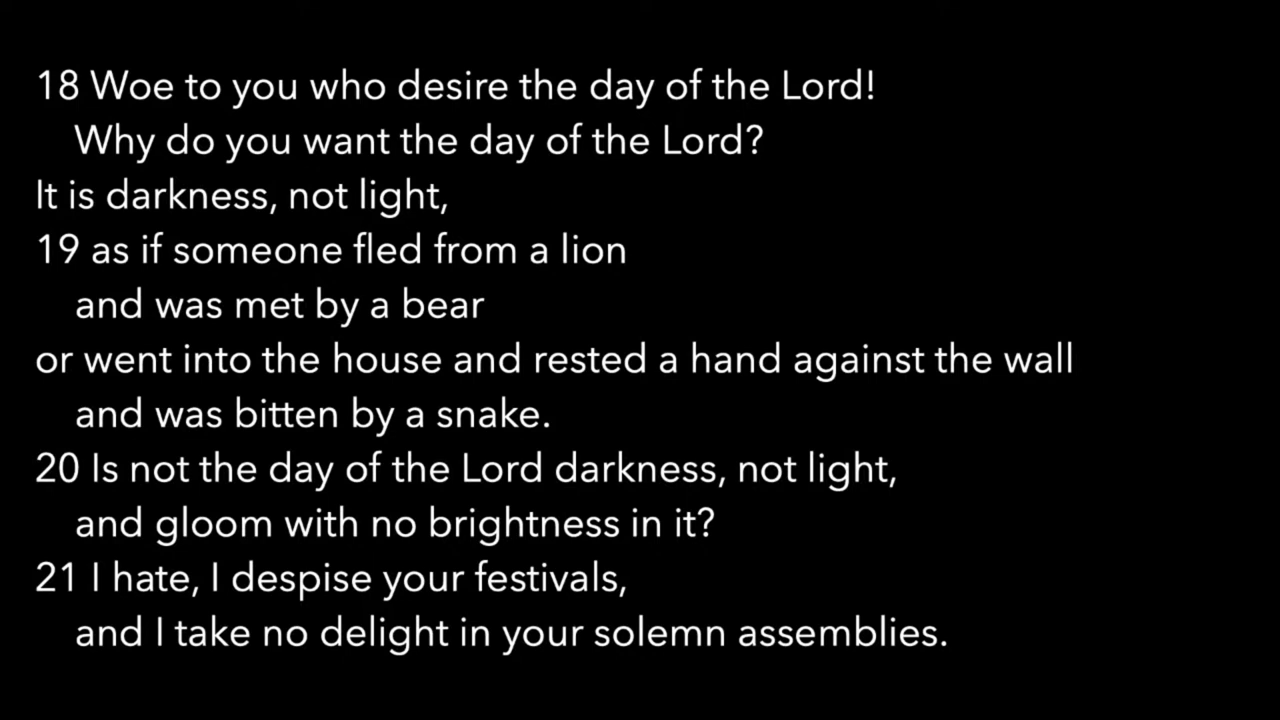 18 Woe to you who desire the day of the Lord!
Why do you want the day of the Lord?
It is darkness, not light,
19 as if someone fled from a lion
and was met by a bear
or went into the house and rested a hand against the wall
and was bitten by a snake.
20 Is not the day of the Lord darkness, not light,
and gloom with no brightness in it?
21 I hate, I despise your festivals,
and I take no delight in your solemn assemblies.